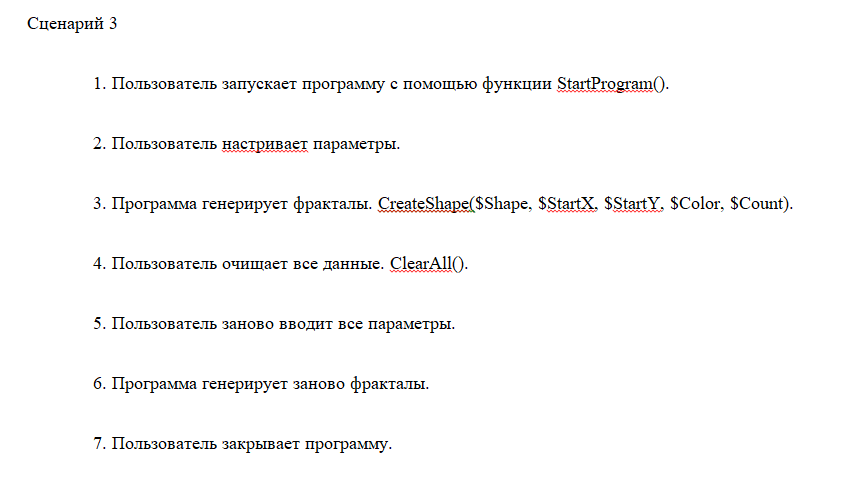 Сценарий 3
1. Пользователь запускает программу с помощью функции StartProgram().
2. Пользователь настривает параметры.
3. Программа генерирует фракталы. CreateShape($Shape, $StartX, $StartY, $Color, $Count).
4. Пользователь очищает все данные. ClearAll().
5. Пользователь заново вводит все параметры.
6. Программа генерирует заново фракталы.
7. Пользователь закрывает программу.